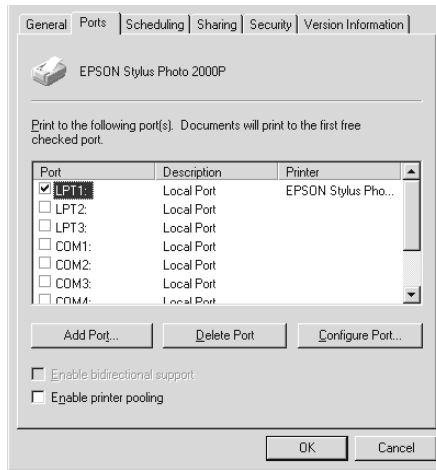 General Ports Scheduling Sharing Security Version Information
EPSON Stylus Photo 2000P
Print to the following port(s). Documents will print to the first free
checked port.
Port Description Printer
LPT1: Local Port EPSON Stylus Pho...
LPT2: Local Port
LPT3: Local Port
COM1: Local Port
COM2: Local Port
COM3: Local Port
COM4: Local Port
Add Port... Delete Port Configure Port...
Enable bidirectional support
Enable printer pooling
OK Cancel